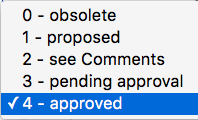 0 - obsolete
1 - proposed
2 - see Comments
3 - pending approval
✓ 4 - approved